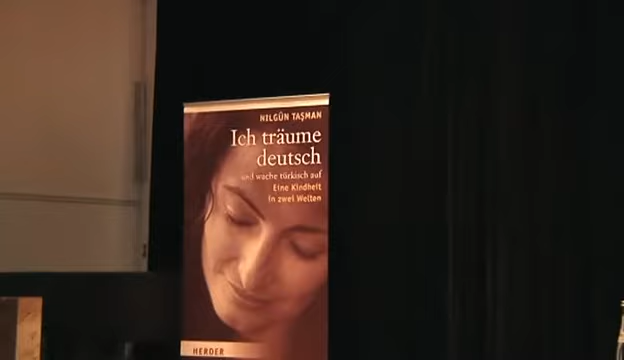 NILGÜN TAŞMAN
Ich träume
deutsch
und wache türkisch auf
Eine Kindheit
in zwei Welten
HERDER